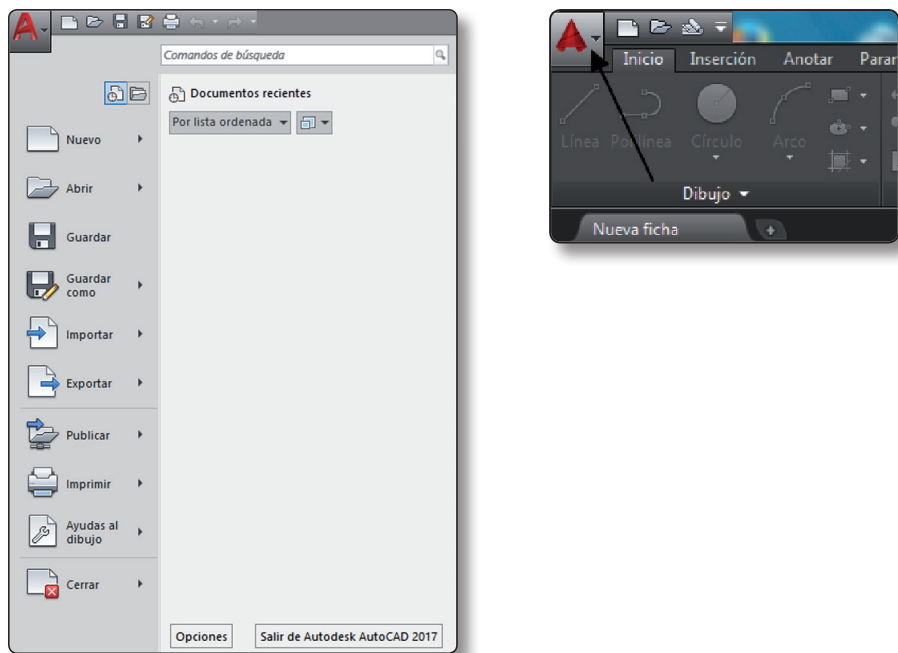 Comandos de búsqueda
Documentos recientes
Por lista ordenada
Nuevo
Abrir
Guardar
Guardar
como
Importar
Exportar
Publicar
Imprimir
Ayudas al
dibujo
Cerrar
Opciones
Salir de Autodesk AutoCAD 2017
Inicio Inserción Anotar Parar
Línea Polilínea Círculo Arco
Dibujo
Nueva ficha